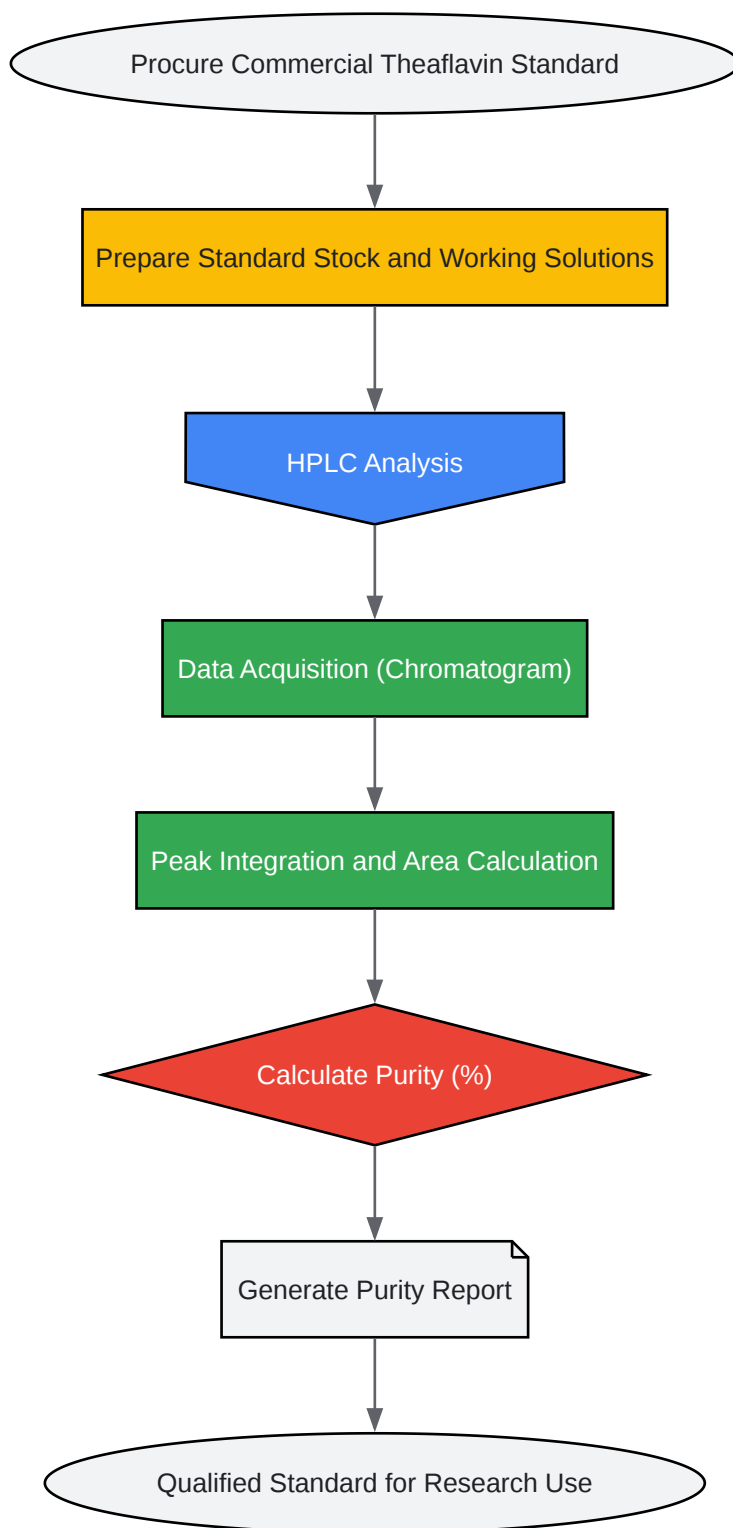 Procure Commercial Theaflavin Standard
Prepare Standard Stock and Working Solutions
HPLC Analysis
Data Acquisition (Chromatogram)
Peak Integration and Area Calculation
Calculate Purity (%)
Generate Purity Report
Qualified Standard for Research Use